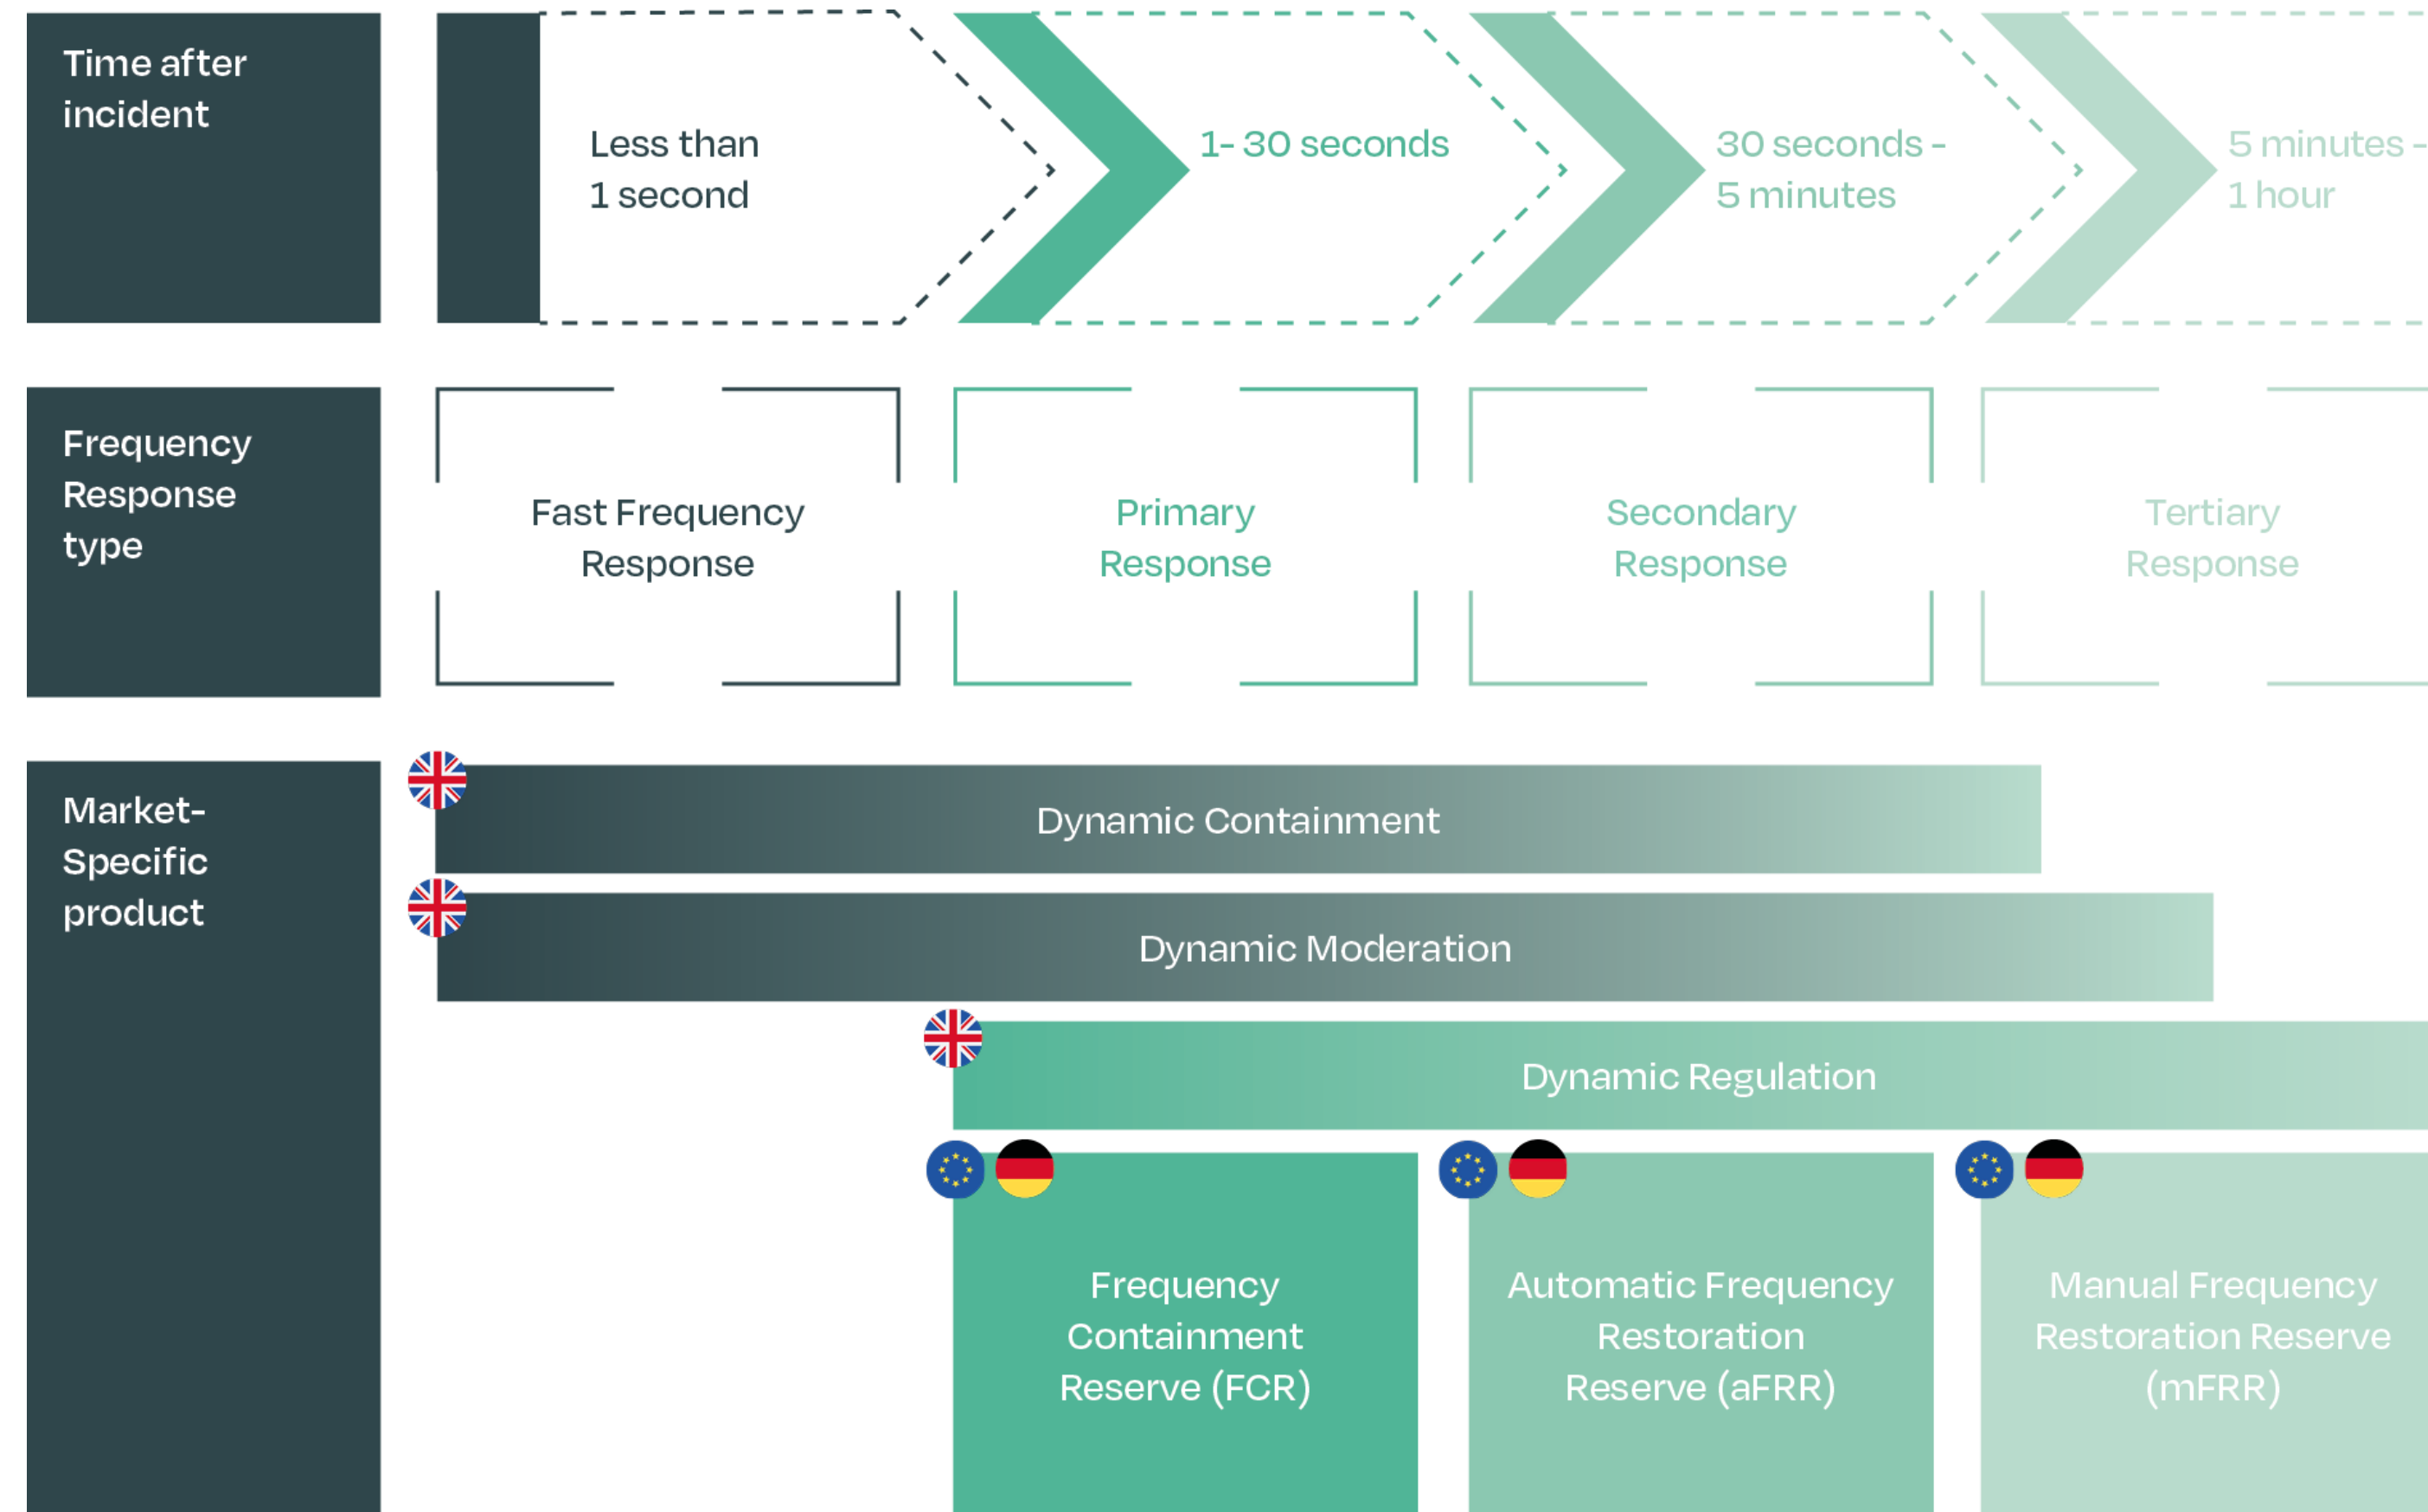 Time after
incident
Less than
1 second
1- 30 seconds
30 seconds -
5 minutes
5 minutes -
1 hour
Frequency
Response
type
Fast Frequency
Response
Primary
Response
Secondary
Response
Tertiary
Response
Market-
Specific
product
Dynamic Containment
Dynamic Moderation
Dynamic Regulation
Frequency
Containment
Reserve (FCR)
Automatic Frequency
Restoration
Reserve (aFRR)
Manual Frequency
Restoration Reserve
(mFRR)